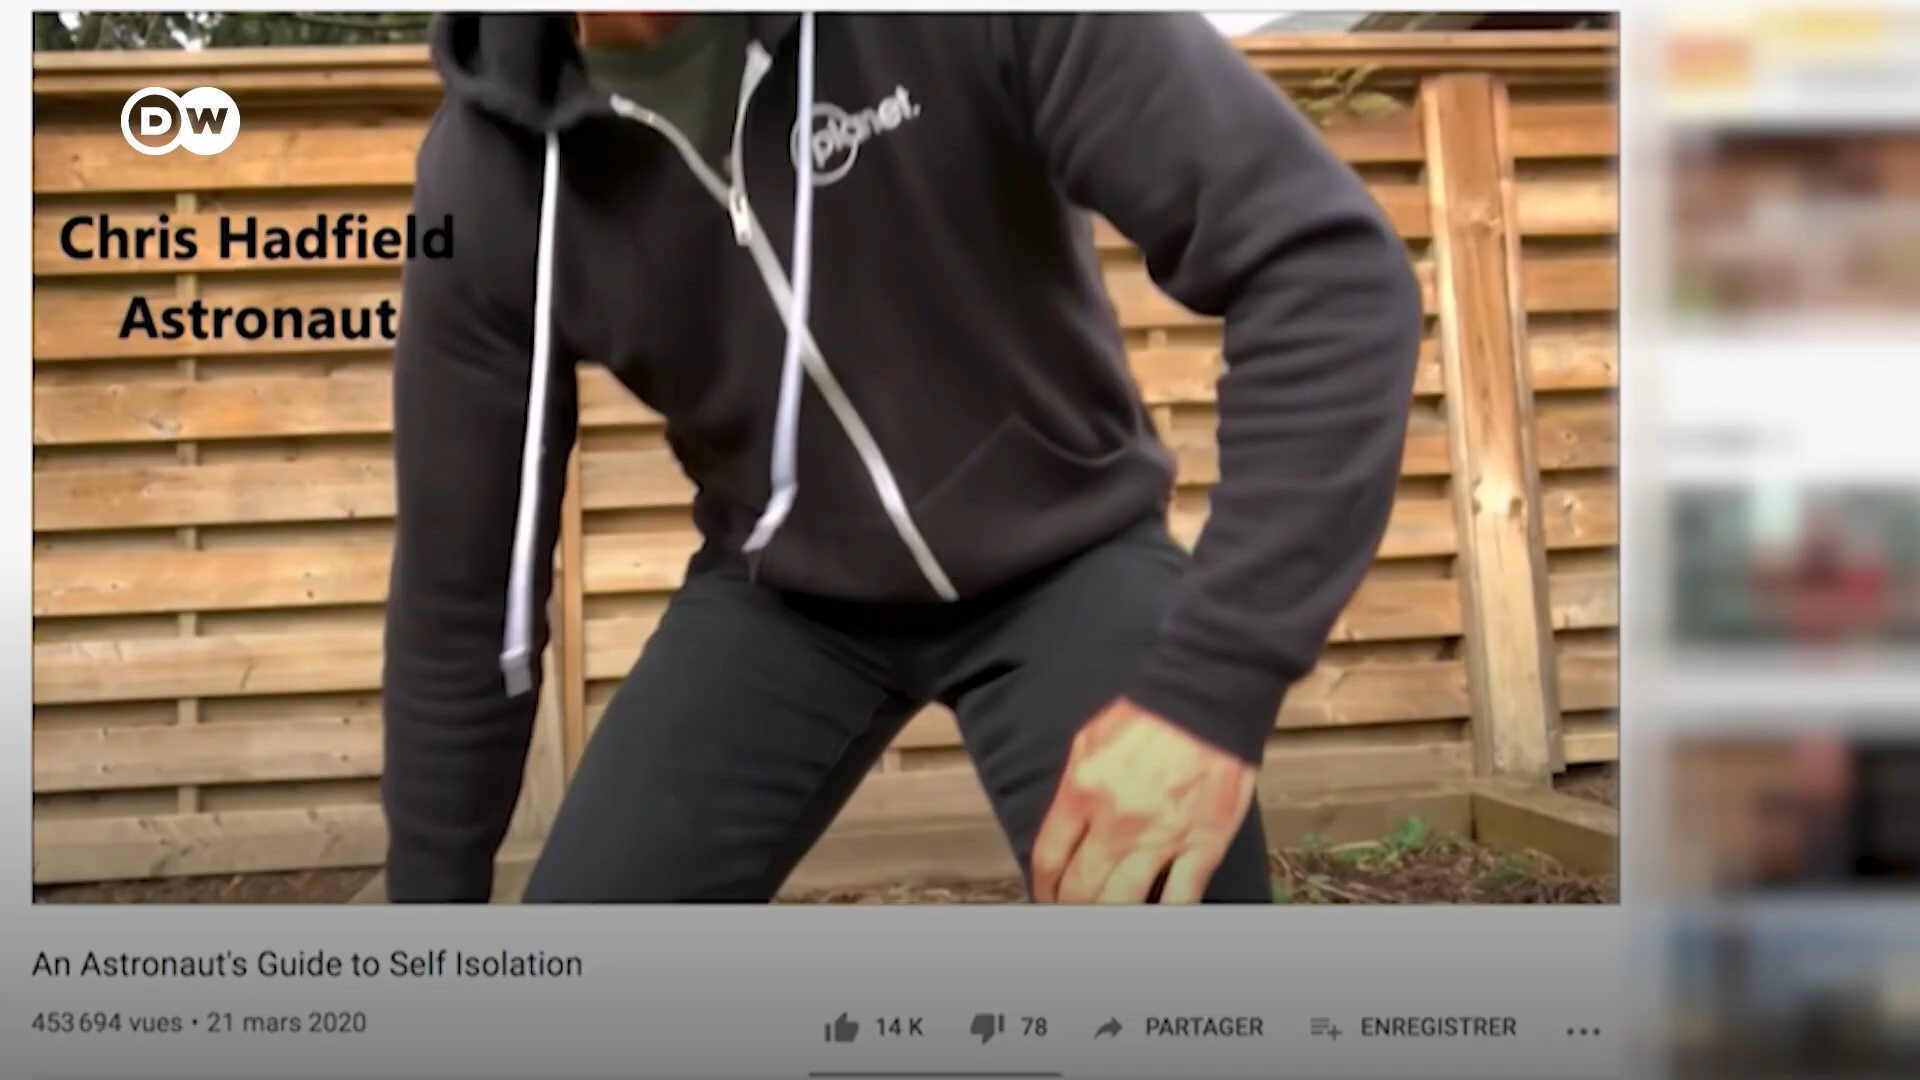 DW
planet.
Chris Hadfield
Astronaut
An Astronaut's Guide to Self Isolation
453 694 vues • 21 mars 2020
14 K
78
PARTAGER
ENREGISTRER